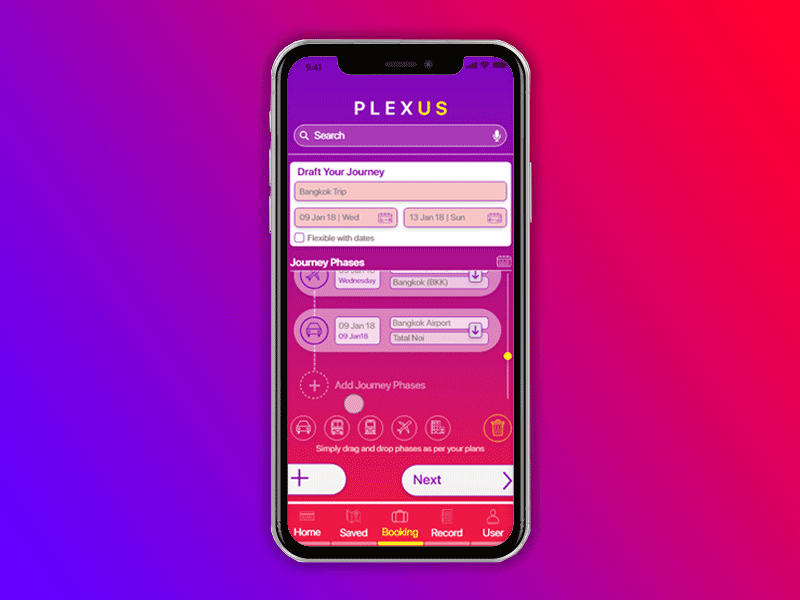 9:41
PLEXUS
Search
Draft Your Journey
Bangkok Trip
09 Jan 18 | Wed
13 Jan 18 | Sun
Flexible with dates
Journey Phases
Wednesday
Bangkok (BKK)
09 Jan 18
09 Jan18
Bangkok Airport
Tatal Noi
Add Journey Phases
Simply drag and drop phases as per your plans
Next
Home Saved Booking Record User